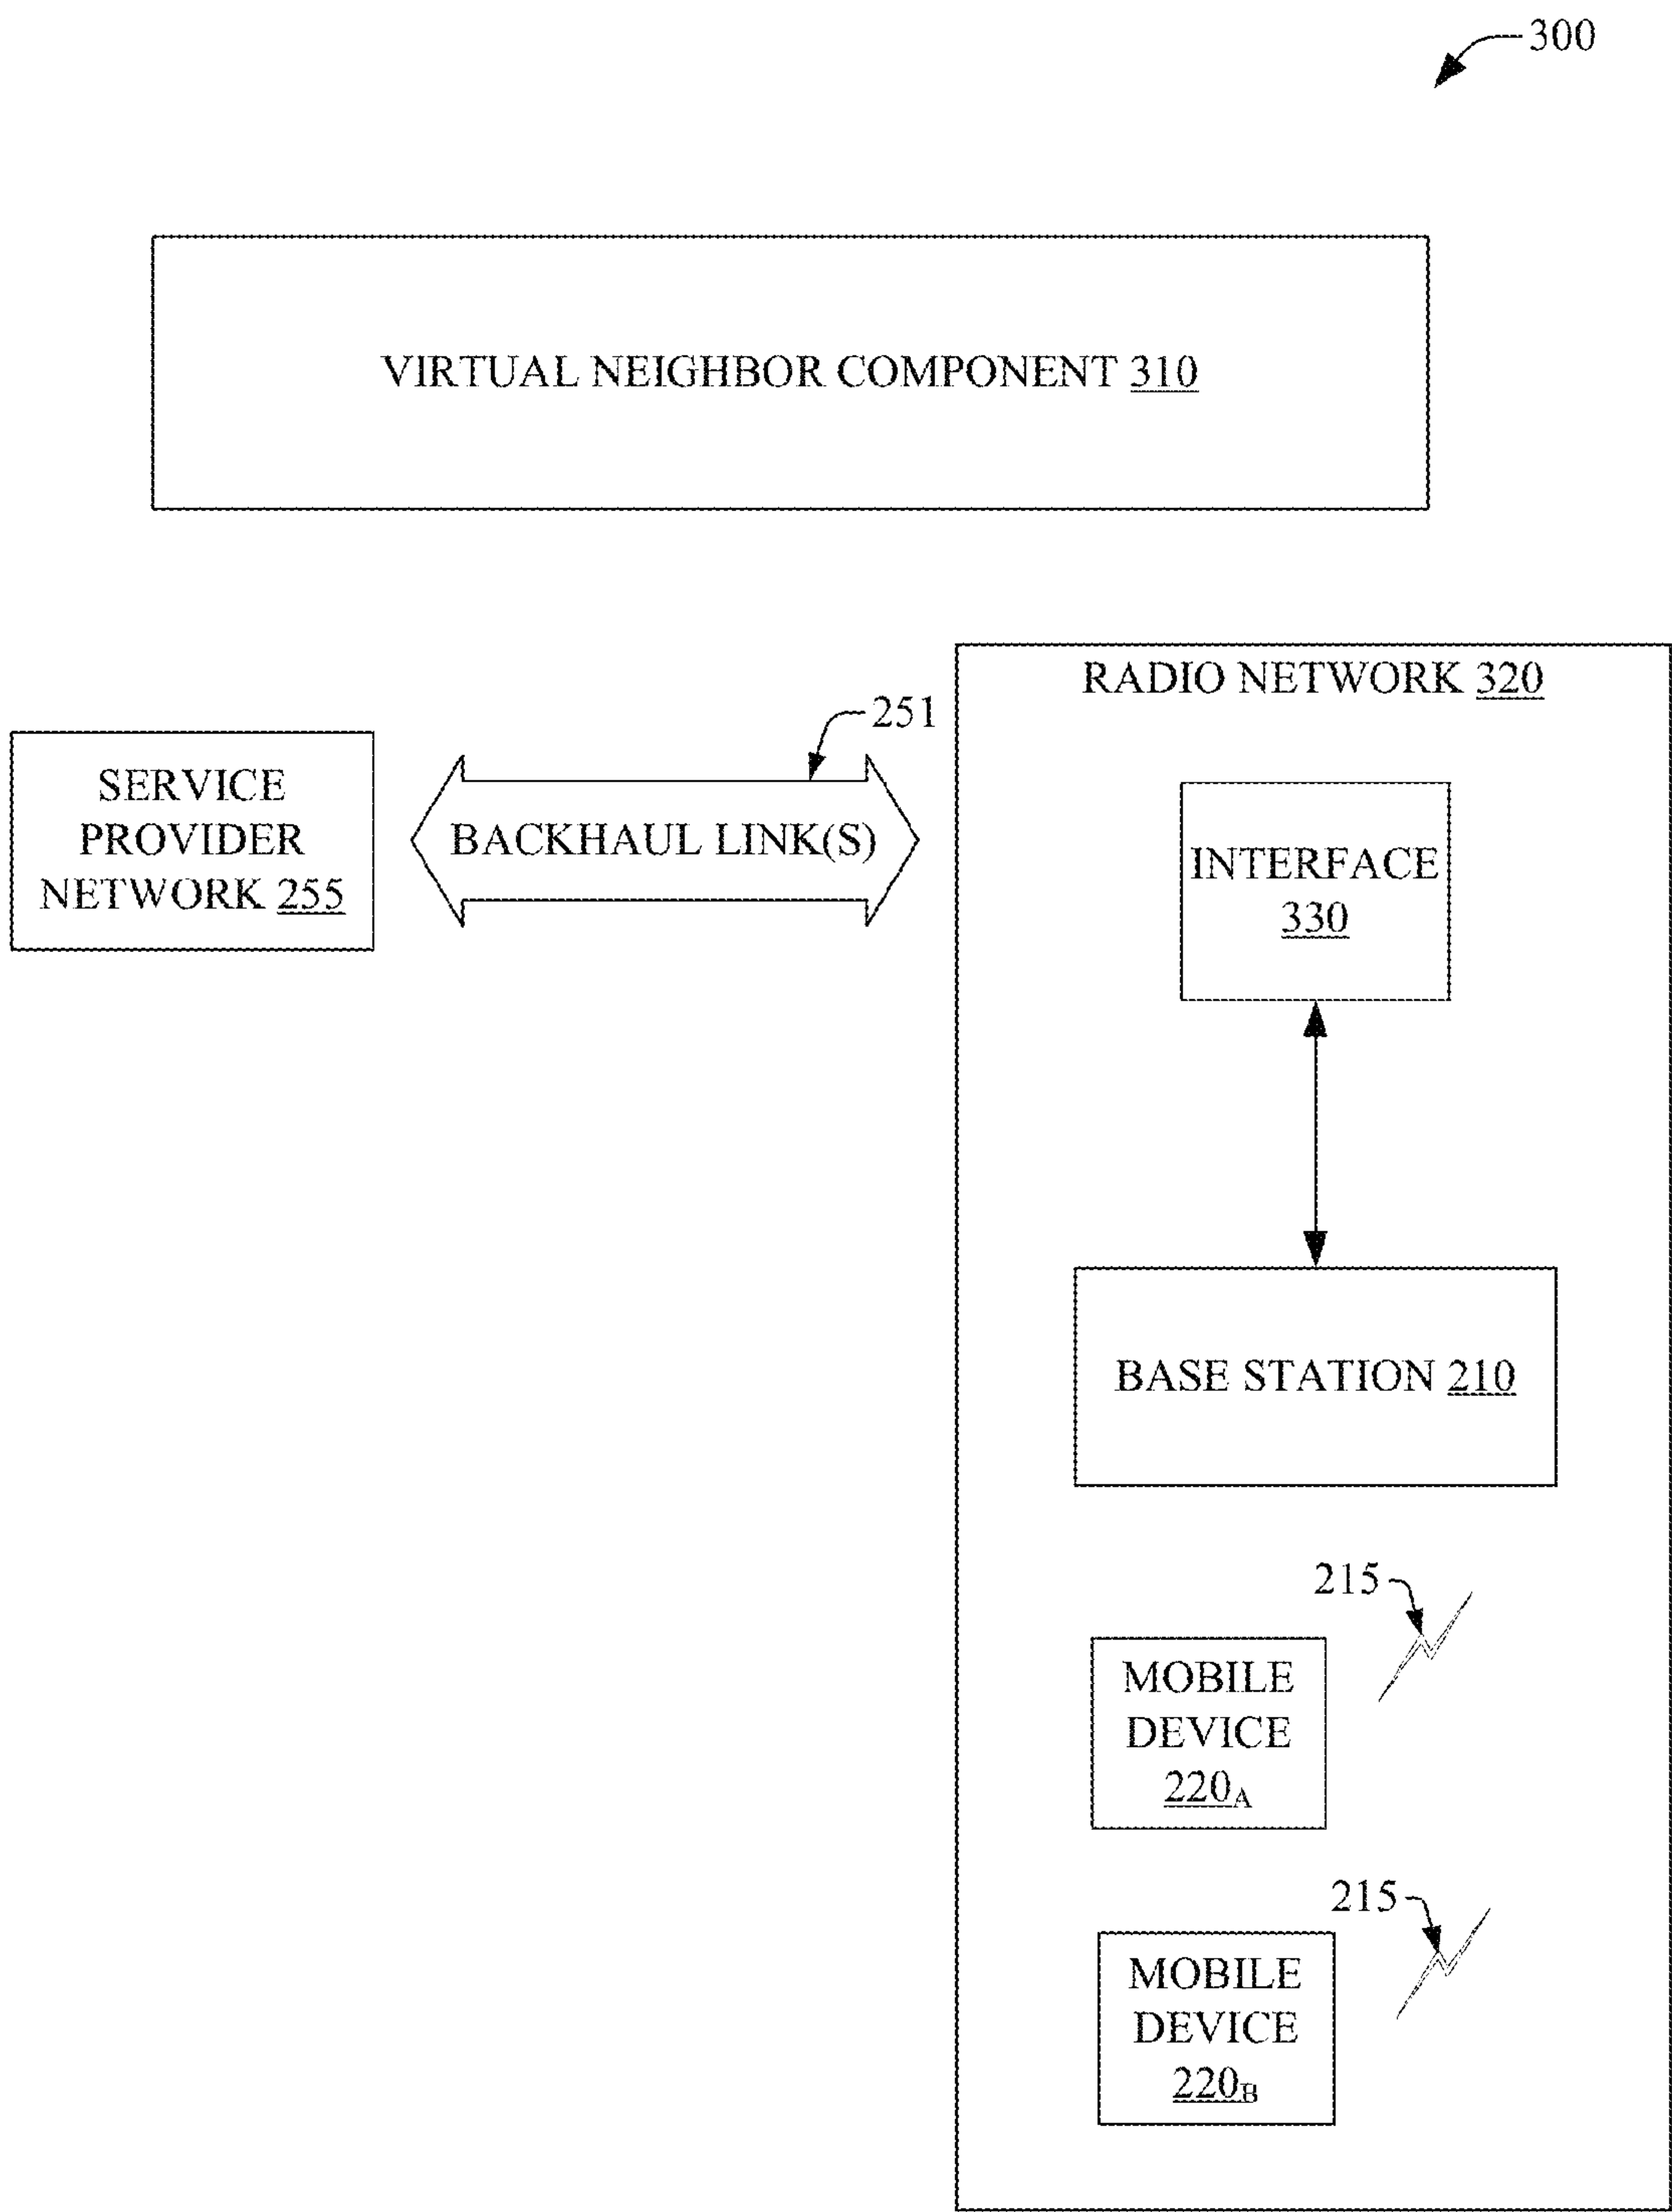 300
VIRTUAL NEIGHBOR COMPONENT 310
RADIO NETWORK 320
251
SERVICE
PROVIDER
NETWORK 255
BACKHAUL LINK(S)
INTERFACE
330
BASE STATION 210
215
MOBILE
DEVICE
220A
215
MOBILE
DEVICE
220B